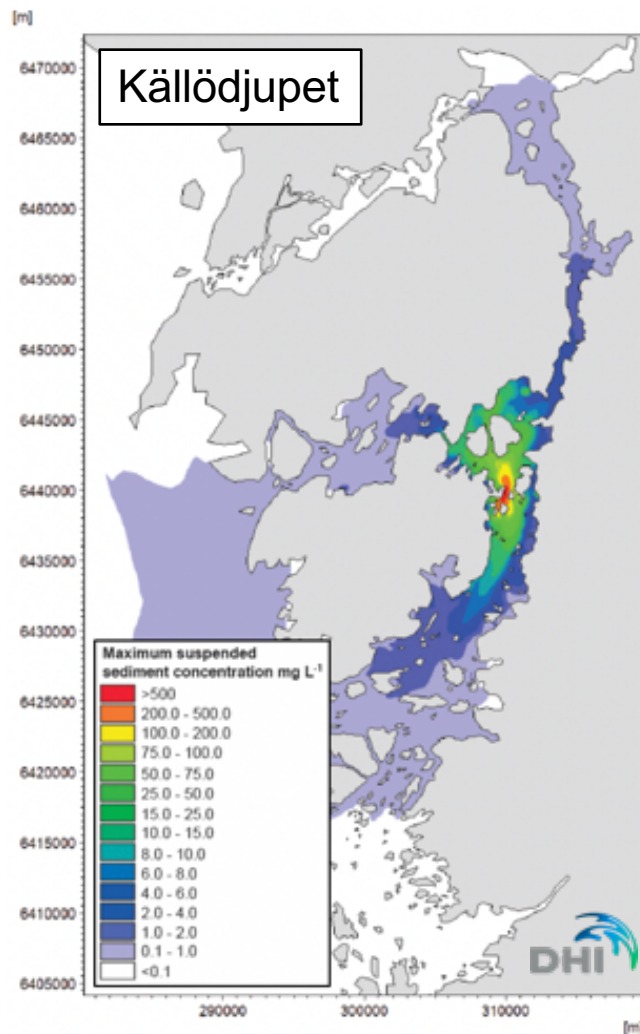 [m]
Källödjupet
6470000
6465000
6460000
6455000
6450000
6445000
6440000
6435000
6430000
6425000
6420000
6415000
6410000
6405000
Maximum suspended
sediment concentration mg L⁻¹
>500
200.0 - 500.0
100.0 - 200.0
75.0 - 100.0
50.0 - 75.0
25.0 - 50.0
15.0 - 25.0
10.0 - 15.0
8.0 - 10.0
6.0 - 8.0
4.0 - 6.0
2.0 - 4.0
1.0 - 2.0
0.1 - 1.0
<0.1
DHI
290000 300000 310000
[m